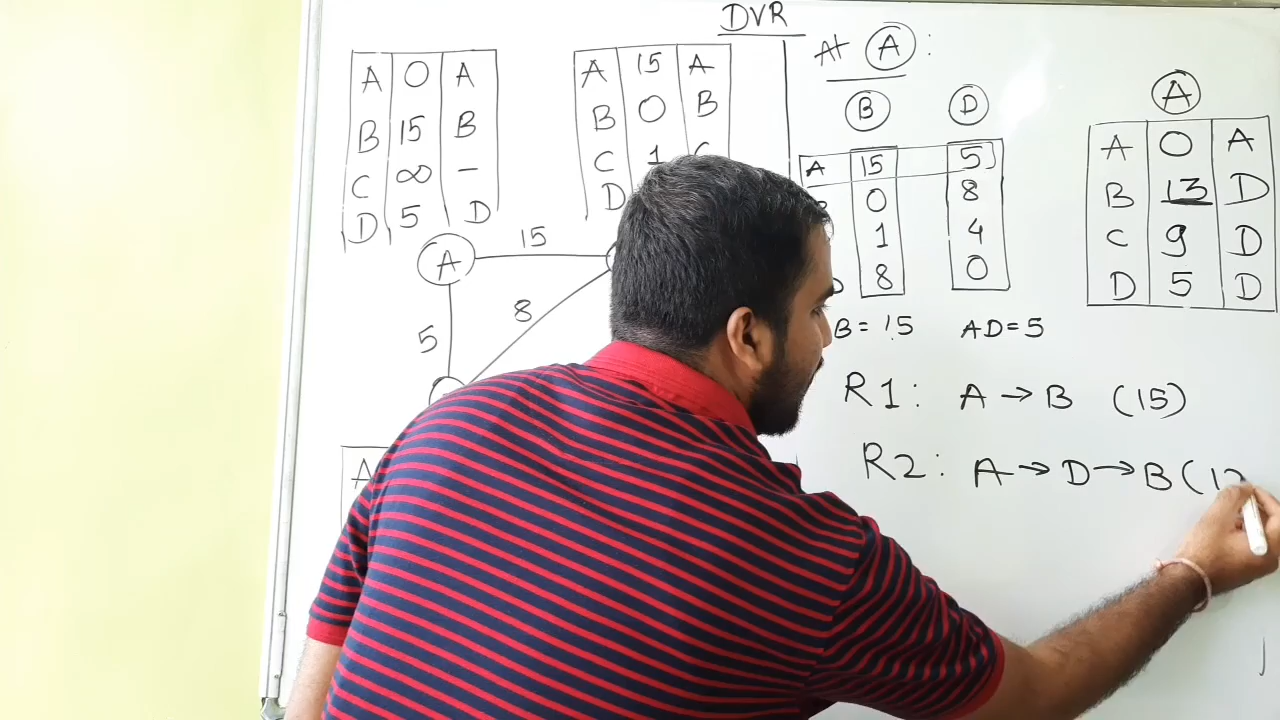 DVR
A 0 A
B 15 B
C ∞ –
D 5 D
A 15 A
B 0 B
C 1 C
D
A 15
8
5
A
At A :
B D
A 15 5
0 8
1 4
8 0
B = 15 AD = 5
A
A 0 A
B 13 D
C 9 D
D 5 D
R1 : A → B (15)
R2 : A → D → B (1